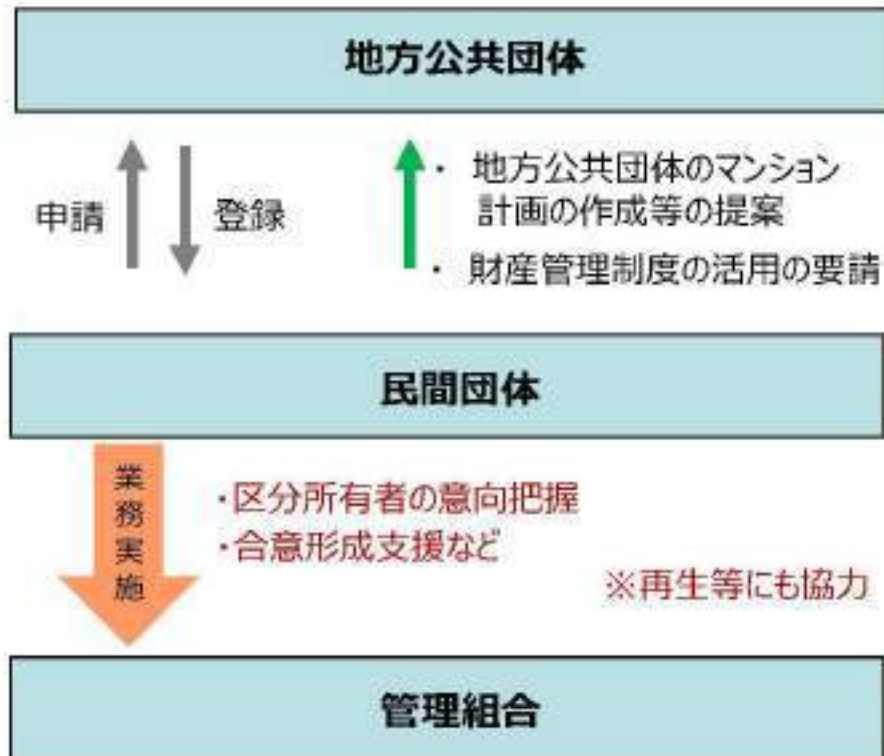 地方公共団体
申請
登録
・ 地方公共団体のマンション
計画の作成等の提案
・ 財産管理制度の活用の要請
民間団体
業務実施
・区分所有者の意向把握
・合意形成支援など
※再生等にも協力
管理組合